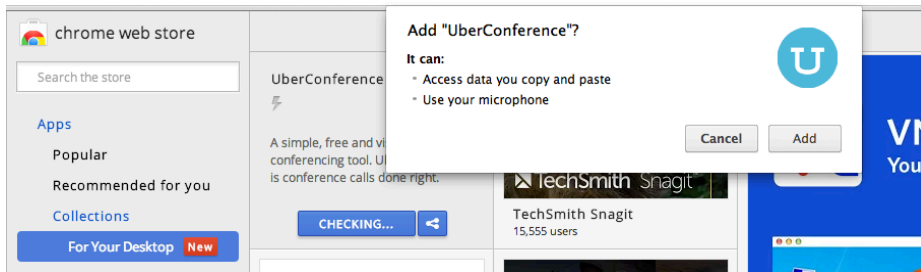 chrome web store
Search the store
Apps
Popular
Recommended for you
Collections
For Your Desktop New
UberConference
A simple, free and
conferencing tool.
is conference calls done right.
CHECKING...
Add "UberConference"?
It can:
Access data you copy and paste
Use your microphone
U
Cancel
Add
TechSmith Snagit
TechSmith Snagit
15,555 users
VN
You